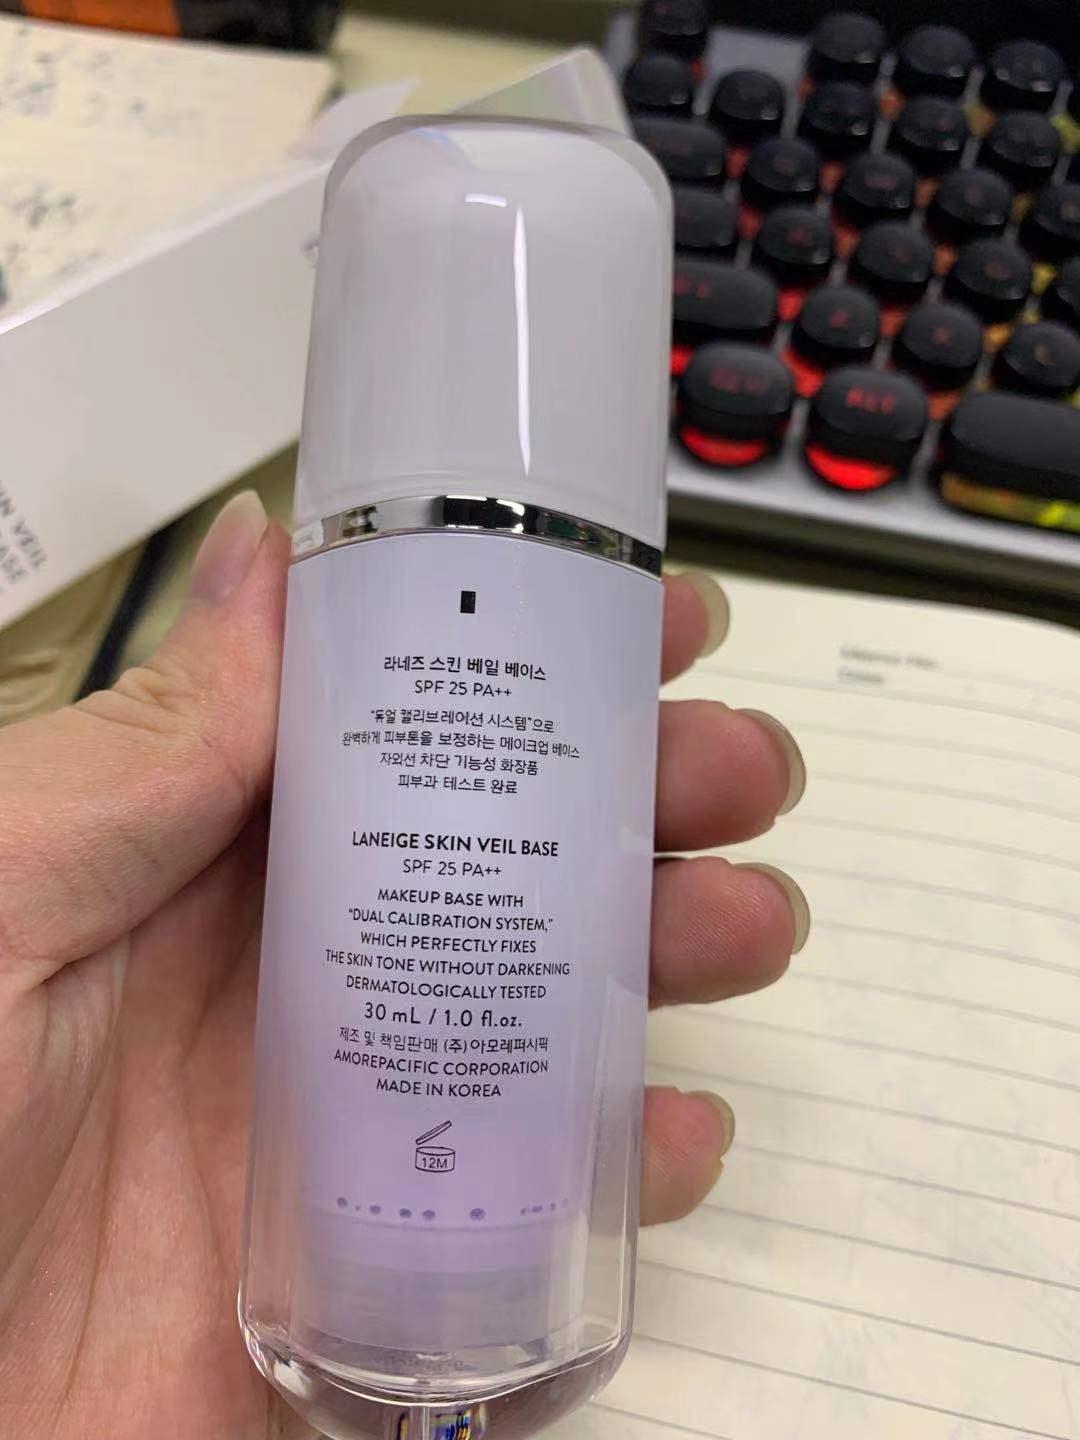 라네즈 스킨 베일 베이스
SPF 25 PA++
"듀얼 캘리브레이션 시스템"으로
완벽하게 피부톤을 보정하는 메이크업 베이스
자외선 차단 기능성 화장품
피부과 테스트 완료
LANEIGE SKIN VEIL BASE
SPF 25 PA++
MAKEUP BASE WITH
"DUAL CALIBRATION SYSTEM,"
WHICH PERFECTLY FIXES
THE SKIN TONE WITHOUT DARKENING
DERMATOLOGICALLY TESTED
30 mL / 1.0 fl.oz.
제조 및 책임판매 (주)아모레퍼시픽
AMOREPACIFIC CORPORATION
MADE IN KOREA
12M
VEIL
ALT